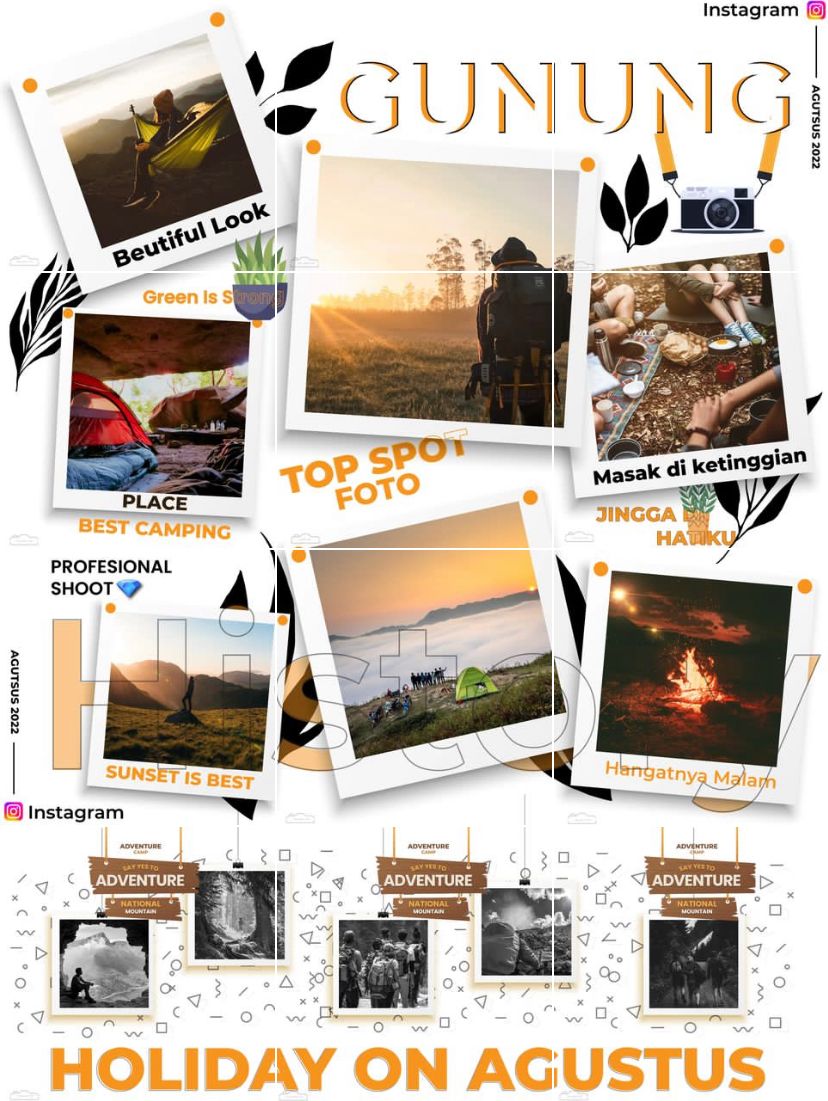 Instagram
GUNUNG
AGUTSUS 2022
Beutiful Look
Green Is Strong
Masak di ketinggian
PLACE
BEST CAMPING
TOP SPOT
FOTO
JINGGA DI
HATIKU
PROFESIONAL
SHOOT
History
AGUTSUS 2022
SUNSET IS BEST
Hangatnya Malam
Instagram
ADVENTURE
CAMP
SAY YES TO
ADVENTURE
NATIONAL
MOUNTAIN
ADVENTURE
CAMP
SAY YES TO
ADVENTURE
NATIONAL
MOUNTAIN
ADVENTURE
CAMP
SAY YES TO
ADVENTURE
NATIONAL
MOUNTAIN
HOLIDAY ON AGUSTUS